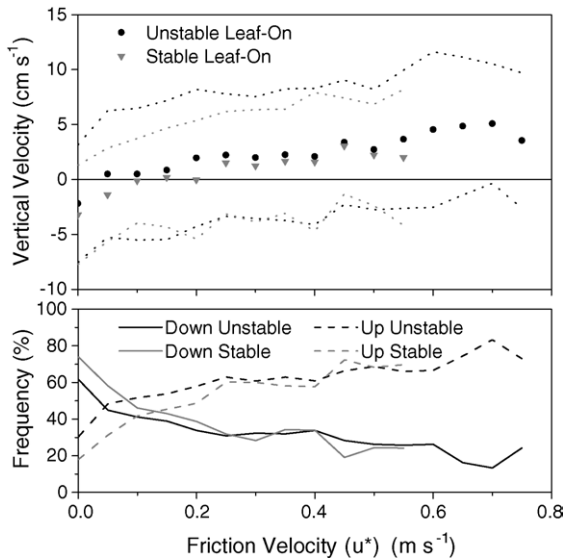 15
10
5
0
-5
-10
Vertical Velocity (cm s⁻¹)
Unstable Leaf-On
Stable Leaf-On
100
80
60
40
20
0
Frequency (%)
Down Unstable
Up Unstable
Down Stable
Up Stable
0.0
0.2
0.4
0.6
0.8
Friction Velocity (u*) (m s⁻¹)